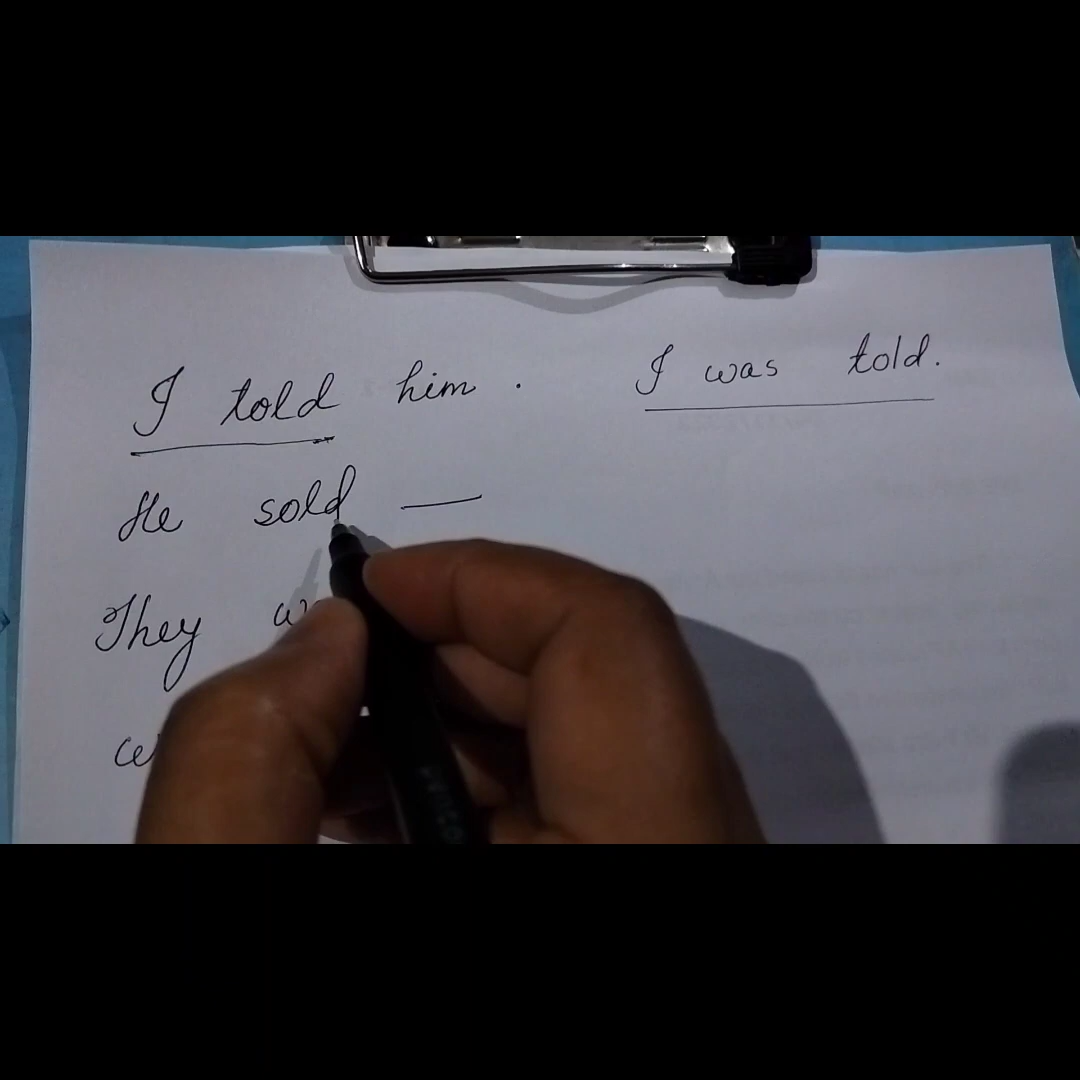 I told him. I was told.
He sold —
They